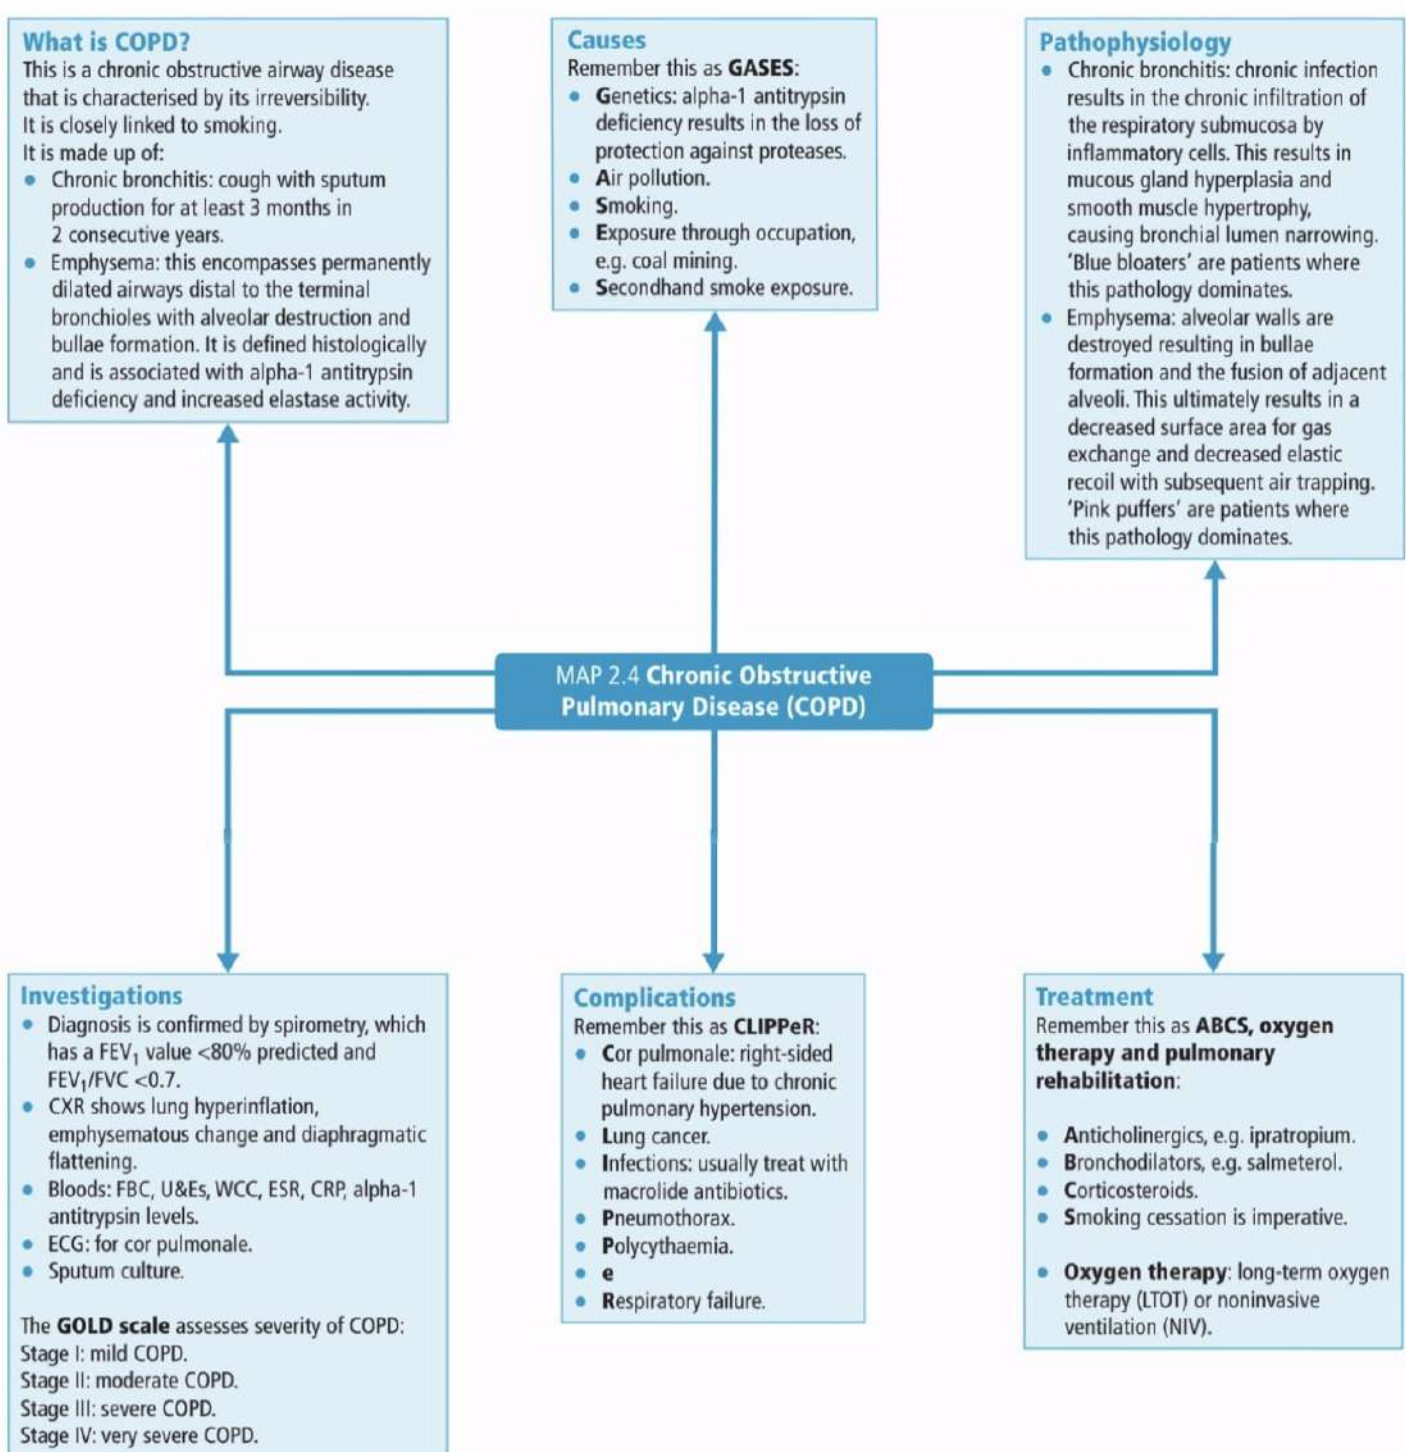 What is COPD?
This is a chronic obstructive airway disease
that is characterised by its irreversibility.
It is closely linked to smoking.
It is made up of:
• Chronic bronchitis: cough with sputum
production for at least 3 months in
2 consecutive years.
• Emphysema: this encompasses permanently
dilated airways distal to the terminal
bronchioles with alveolar destruction and
bullae formation. It is defined histologically
and is associated with alpha-1 antitrypsin
deficiency and increased elastase activity.
Causes
Remember this as GASES:
• Genetics: alpha-1 antitrypsin
deficiency results in the loss of
protection against proteases.
• Air pollution.
• Smoking.
• Exposure through occupation,
e.g. coal mining.
• Secondhand smoke exposure.
Pathophysiology
• Chronic bronchitis: chronic infection
results in the chronic infiltration of
the respiratory submucosa by
inflammatory cells. This results in
mucous gland hyperplasia and
smooth muscle hypertrophy,
causing bronchial lumen narrowing.
'Blue bloaters' are patients where
this pathology dominates.
• Emphysema: alveolar walls are
destroyed resulting in bullae
formation and the fusion of adjacent
alveoli. This ultimately results in a
decreased surface area for gas
exchange and decreased elastic
recoil with subsequent air trapping.
'Pink puffers' are patients where
this pathology dominates.
MAP 2.4 Chronic Obstructive
Pulmonary Disease (COPD)
Investigations
• Diagnosis is confirmed by spirometry, which
has a FEV₁ value <80% predicted and
FEV₁/FVC <0.7.
• CXR shows lung hyperinflation,
emphysematous change and diaphragmatic
flattening.
• Bloods: FBC, U&Es, WCC, ESR, CRP, alpha-1
antitrypsin levels.
• ECG: for cor pulmonale.
• Sputum culture.
The GOLD scale assesses severity of COPD:
Stage I: mild COPD.
Stage II: moderate COPD.
Stage III: severe COPD.
Stage IV: very severe COPD.
Complications
Remember this as CLIPPeR:
• Cor pulmonale: right-sided
heart failure due to chronic
pulmonary hypertension.
• Lung cancer.
• Infections: usually treat with
macrolide antibiotics.
• Pneumothorax.
• Polycythaemia.
• e
• Respiratory failure.
Treatment
Remember this as ABCS, oxygen
therapy and pulmonary
rehabilitation:
• Anticholinergics, e.g. ipratropium.
• Bronchodilators, e.g. salmeterol.
• Corticosteroids.
• Smoking cessation is imperative.
• Oxygen therapy: long-term oxygen
therapy (LTOT) or noninvasive
ventilation (NIV).